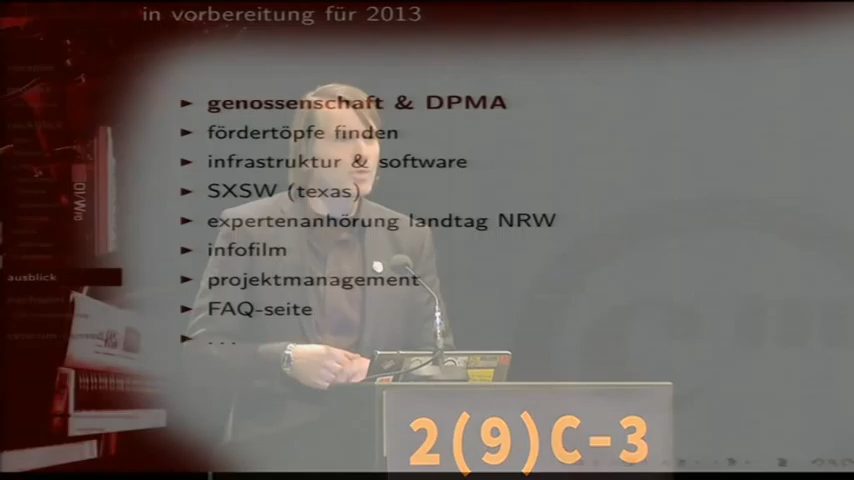 in vorbereitung für 2013
► genossenschaft & DPMA
► fördertöpfe finden
► infrastruktur & software
► SXSW (texas)
► expertenanhörung landtag NRW
► infofilm
► projektmanagement
► FAQ-seite
► ...
ausblick
2(9)C-3